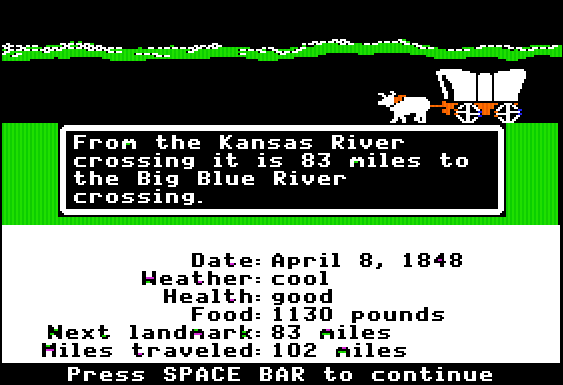 From the Kansas River
crossing it is 83 miles to
the Big Blue River
crossing.
Date: April 8, 1848
Weather: cool
Health: good
Food: 1130 pounds
Next landmark: 83 miles
Miles traveled: 102 miles
Press SPACE BAR to continue